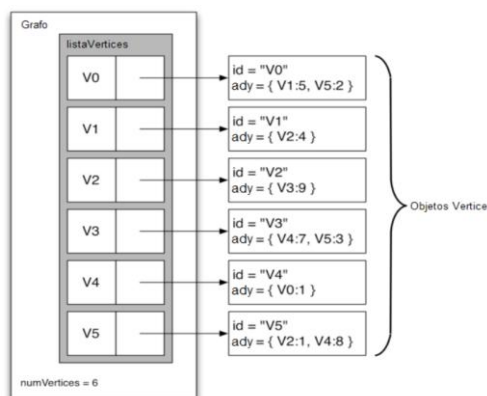 Grafo
listaVertices
V0
id = "V0"
ady = { V1:5, V5:2 }
V1
id = "V1"
ady = { V2:4 }
V2
id = "V2"
ady = { V3:9 }
V3
id = "V3"
ady = { V4:7, V5:3 }
V4
id = "V4"
ady = { V0:1 }
V5
id = "V5"
ady = { V2:1, V4:8 }
Objetos Vertice
numVertices = 6